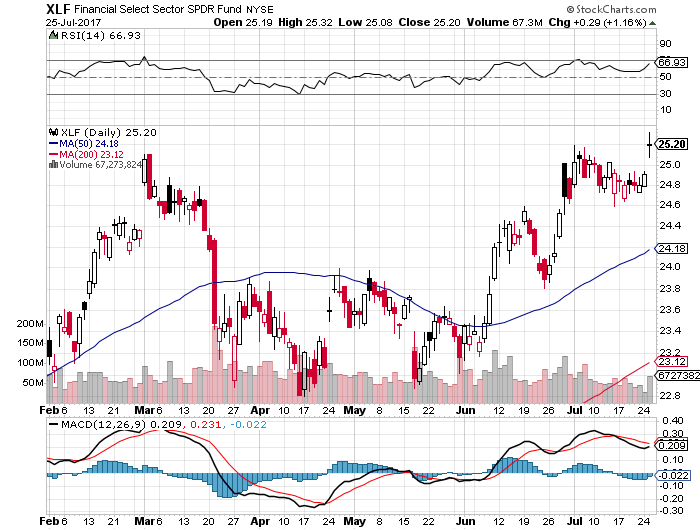 XLF Financial Select Sector SPDR Fund NYSE © StockCharts.com
25-Jul-2017 Open 25.19 High 25.32 Low 25.08 Close 25.20 Volume 67.3M Chg +0.29 (+1.16%)
RSI(14) 66.93
90
70
66.93
50
30
10
XLF (Daily) 25.20
MA(50) 24.18
MA(200) 23.12
Volume 67,273,824
25.20
25.0
24.8
24.6
24.4
24.18
24.0
23.8
23.6
23.4
23.2
23.12
67273824
22.8
200M
150M
100M
50M
Feb 6 13 21 Mar 6 13 20 27 Apr 10 17 24 May 8 15 22 Jun 5 12 19 26 Jul 10 17 24
MACD(12,26,9) 0.209, 0.231, -0.022
0.40
0.30
0.209
0.10
-0.022
-0.10
-0.20
-0.30
Feb 6 13 21 Mar 6 13 20 27 Apr 10 17 24 May 8 15 22 Jun 5 12 19 26 Jul 10 17 24